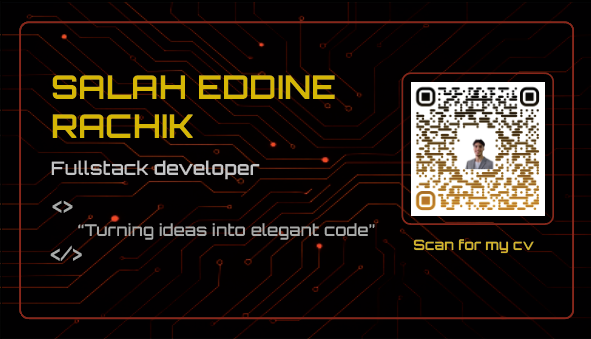 SALAH EDDINE
RACHIK
Fullstack developer
<>
“Turning ideas into elegant code”
</>
Scan for my cv